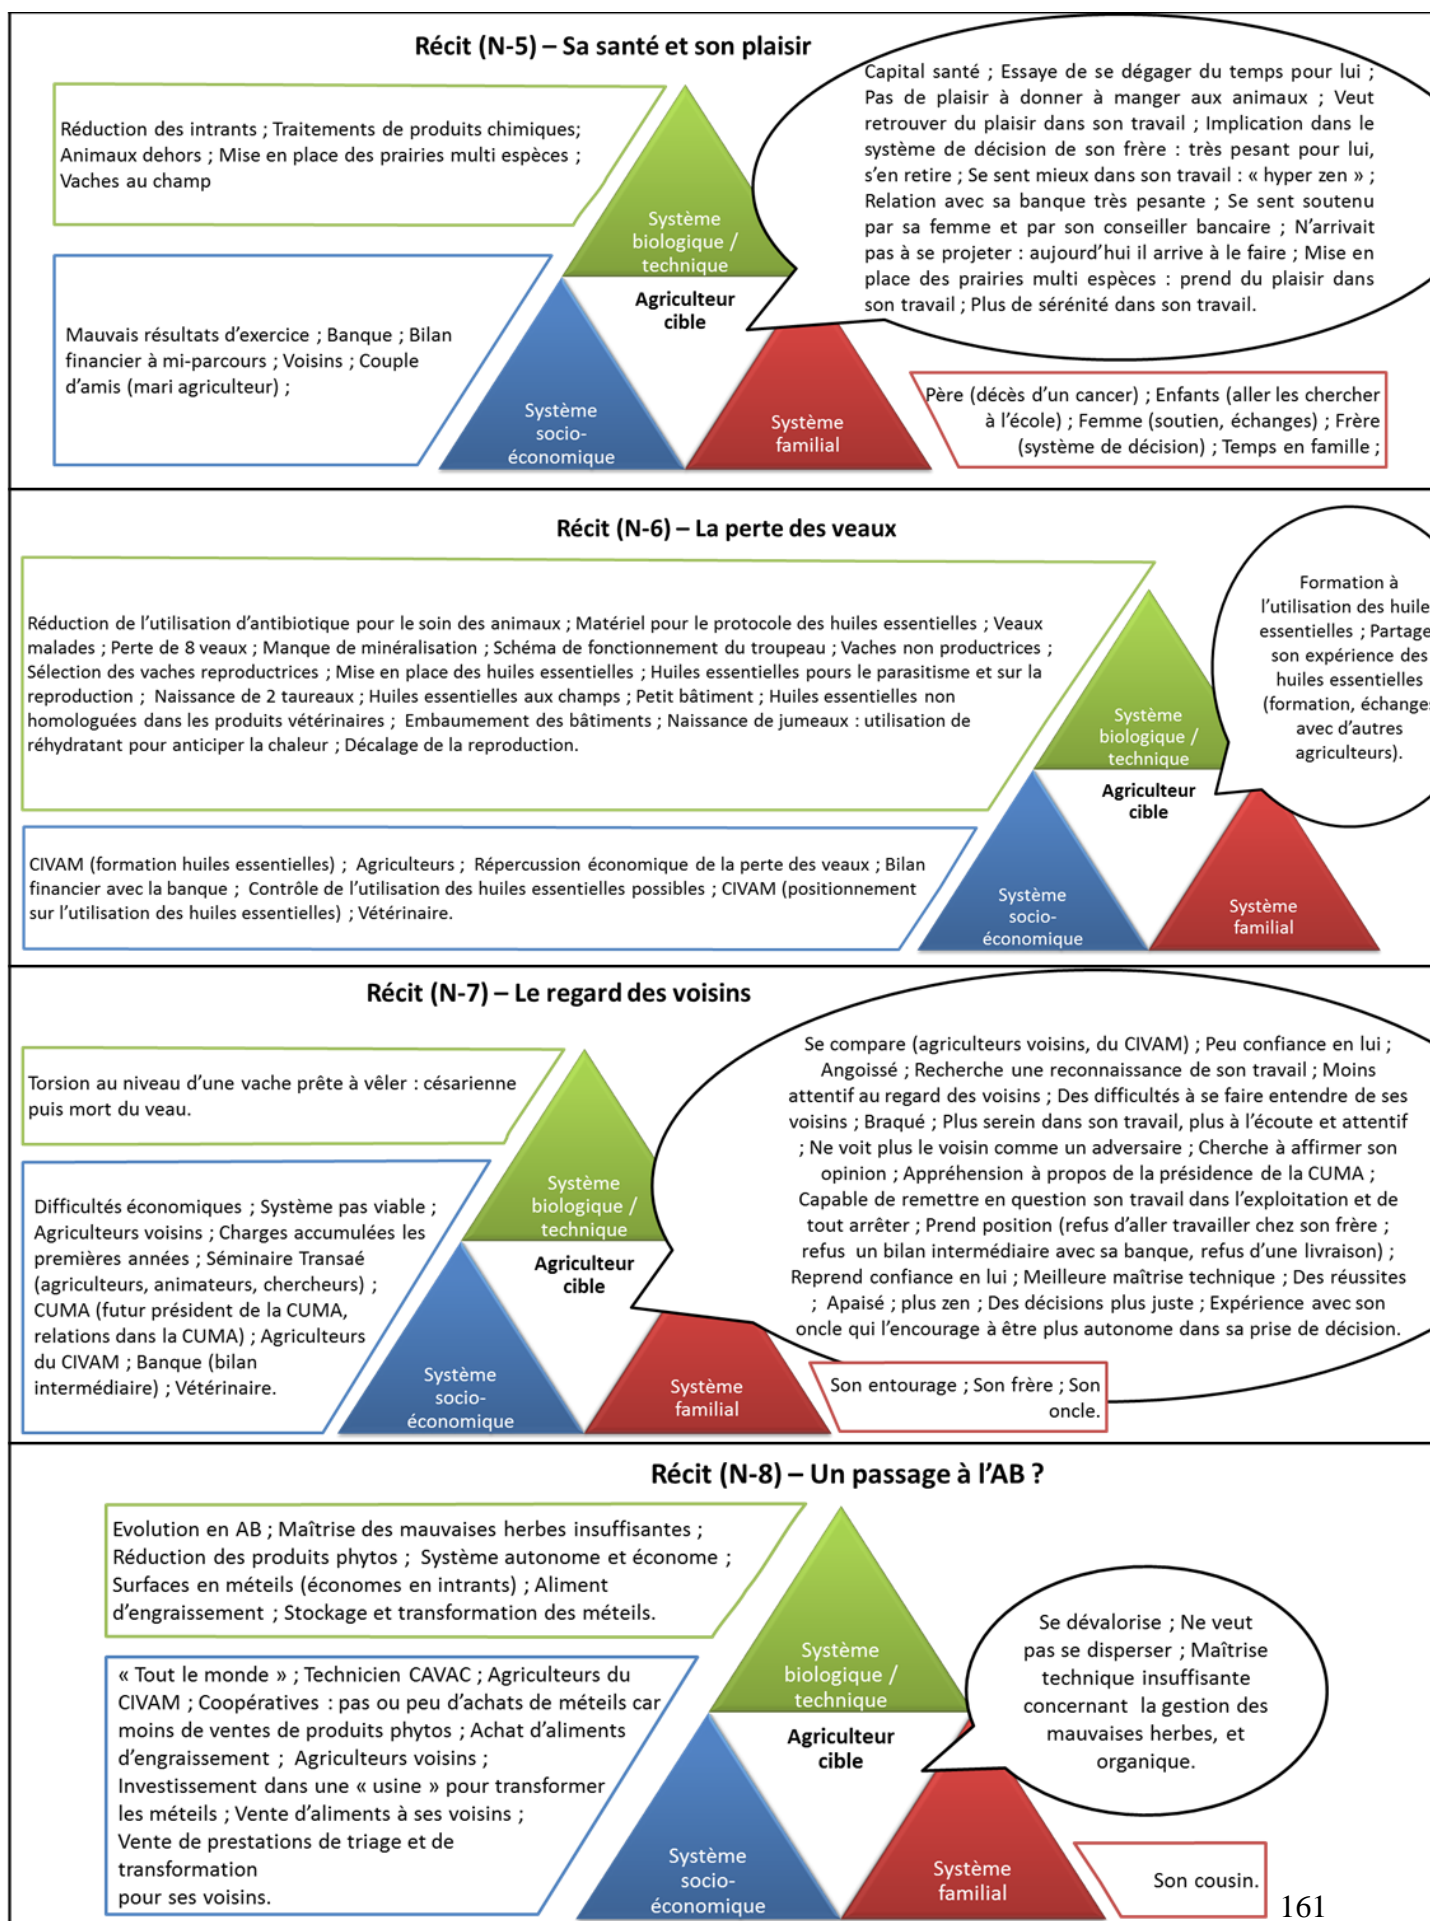 Récit (N-5) – Sa santé et son plaisir
Réduction des intrants ; Traitements de produits chimiques;
Animaux dehors ; Mise en place des prairies multi espèces ;
Vaches au champ
Capital santé ; Essaye de se dégager du temps pour lui ;
Pas de plaisir à donner à manger aux animaux ; Veut
retrouver du plaisir dans son travail ; Implication dans le
système de décision de son frère : très pesant pour lui,
s’en retire ; Se sent mieux dans son travail : « hyper zen » ;
Relation avec sa banque très pesante ; Se sent soutenu
par sa femme et par son conseiller bancaire ; N’arrivait
pas à se projeter : aujourd’hui il arrive à le faire ; Mise en
place des prairies multi espèces : prend du plaisir dans
son travail ; Plus de sérénité dans son travail.
Système
biologique /
technique
Agriculteur
cible
Mauvais résultats d’exercice ; Banque ; Bilan
financier à mi-parcours ; Voisins ; Couple
d’amis (mari agriculteur) ;
Système
socio-
économique
Système
familial
Père (décès d’un cancer) ; Enfants (aller les chercher
à l’école) ; Femme (soutien, échanges) ; Frère
(système de décision) ; Temps en famille ;
Récit (N-6) – La perte des veaux
Réduction de l’utilisation d’antibiotique pour le soin des animaux ; Matériel pour le protocole des huiles essentielles ; Veaux
malades ; Perte de 8 veaux ; Manque de minéralisation ; Schéma de fonctionnement du troupeau ; Vaches non productrices ;
Sélection des vaches reproductrices ; Mise en place des huiles essentielles ; Huiles essentielles pours le parasitisme et sur la
reproduction ; Naissance de 2 taureaux ; Huiles essentielles aux champs ; Petit bâtiment ; Huiles essentielles non
homologuées dans les produits vétérinaires ; Embaumement des bâtiments ; Naissance de jumeaux : utilisation de
réhydratant pour anticiper la chaleur ; Décalage de la reproduction.
Formation à
l’utilisation des huile
essentielles ; Partage
son expérience des
huiles essentielles
(formation, échanges
avec d’autres
agriculteurs).
Système
biologique /
technique
Agriculteur
cible
CIVAM (formation huiles essentielles) ; Agriculteurs ; Répercussion économique de la perte des veaux ; Bilan
financier avec la banque ; Contrôle de l’utilisation des huiles essentielles possibles ; CIVAM (positionnement
sur l’utilisation des huiles essentielles) ; Vétérinaire.
Système
socio-
économique
Système
familial
Récit (N-7) – Le regard des voisins
Torsion au niveau d’une vache prête à vêler : césarienne
puis mort du veau.
Se compare (agriculteurs voisins, du CIVAM) ; Peu confiance en lui ;
Angoissé ; Recherche une reconnaissance de son travail ; Moins
attentif au regard des voisins ; Des difficultés à se faire entendre de ses
voisins ; Braqué ; Plus serein dans son travail, plus à l’écoute et attentif
; Ne voit plus le voisin comme un adversaire ; Cherche à affirmer son
opinion ; Appréhension à propos de la présidence de la CUMA ;
Capable de remettre en question son travail dans l’exploitation et de
tout arrêter ; Prend position (refus d’aller travailler chez son frère ;
refus un bilan intermédiaire avec sa banque, refus d’une livraison) ;
Reprend confiance en lui ; Meilleure maîtrise technique ; Des réussites
; Apaisé ; plus zen ; Des décisions plus juste ; Expérience avec son
oncle qui l’encourage à être plus autonome dans sa prise de décision.
Système
biologique /
technique
Agriculteur
cible
Difficultés économiques ; Système pas viable ;
Agriculteurs voisins ; Charges accumulées les
premières années ; Séminaire Transaé
(agriculteurs, animateurs, chercheurs) ;
CUMA (futur président de la CUMA,
relations dans la CUMA) ; Agriculteurs
du CIVAM ; Banque (bilan
intermédiaire) ; Vétérinaire.
Système
socio-
économique
Système
familial
Son entourage ; Son frère ; Son
oncle.
Récit (N-8) – Un passage à l’AB ?
Evolution en AB ; Maîtrise des mauvaises herbes insuffisantes ;
Réduction des produits phytos ; Système autonome et économe ;
Surfaces en méteils (économes en intrants) ; Aliment
d’engraissement ; Stockage et transformation des méteils.
Se dévalorise ; Ne veut
pas se disperser ; Maîtrise
technique insuffisante
concernant la gestion des
mauvaises herbes, et
organique.
Système
biologique /
technique
Agriculteur
cible
« Tout le monde » ; Technicien CAVAC ; Agriculteurs du
CIVAM ; Coopératives : pas ou peu d’achats de méteils car
moins de ventes de produits phytos ; Achat d’aliments
d’engraissement ; Agriculteurs voisins ;
Investissement dans une « usine » pour transformer
les méteils ; Vente d’aliments à ses voisins ;
Vente de prestations de triage et de
transformation
pour ses voisins.
Système
socio-
économique
Système
familial
Son cousin.
161